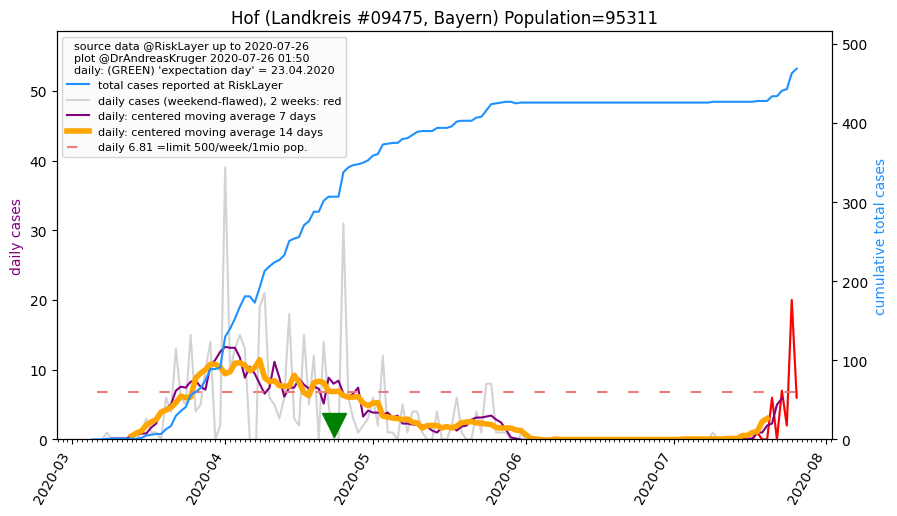 Hof (Landkreis #09475, Bayern) Population=95311
source data @RiskLayer up to 2020-07-26
plot @DrAndreasKruger 2020-07-26 01:50
daily: (GREEN) 'expectation day' = 23.04.2020
total cases reported at RiskLayer
daily cases (weekend-flawed), 2 weeks: red
daily: centered moving average 7 days
daily: centered moving average 14 days
daily 6.81 =limit 500/week/1mio pop.
daily cases
0
10
20
30
40
50
cumulative total cases
0
100
200
300
400
500
2020-03
2020-04
2020-05
2020-06
2020-07
2020-08